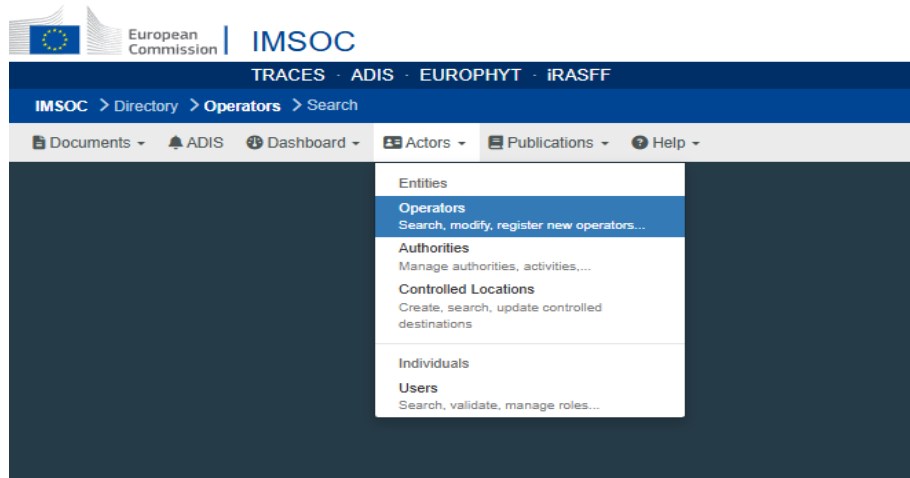 European
Commission
IMSOC
TRACES · ADIS · EUROPHYT · iRASFF
IMSOC > Directory > Operators > Search
Documents ADIS Dashboard Actors Publications Help
Entities
Operators
Search, modify, register new operators...
Authorities
Manage authorities, activities,...
Controlled Locations
Create, search, update controlled
destinations
Individuals
Users
Search, validate, manage roles...